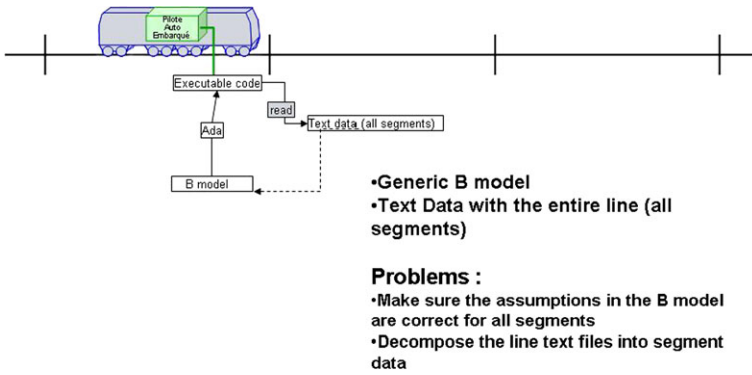 Pilote
Auto
Embarqué
Executable code
read
Text data (all segments)
Ada
B model
•Generic B model
•Text Data with the entire line (all
segments)
Problems :
•Make sure the assumptions in the B model
are correct for all segments
•Decompose the line text files into segment
data